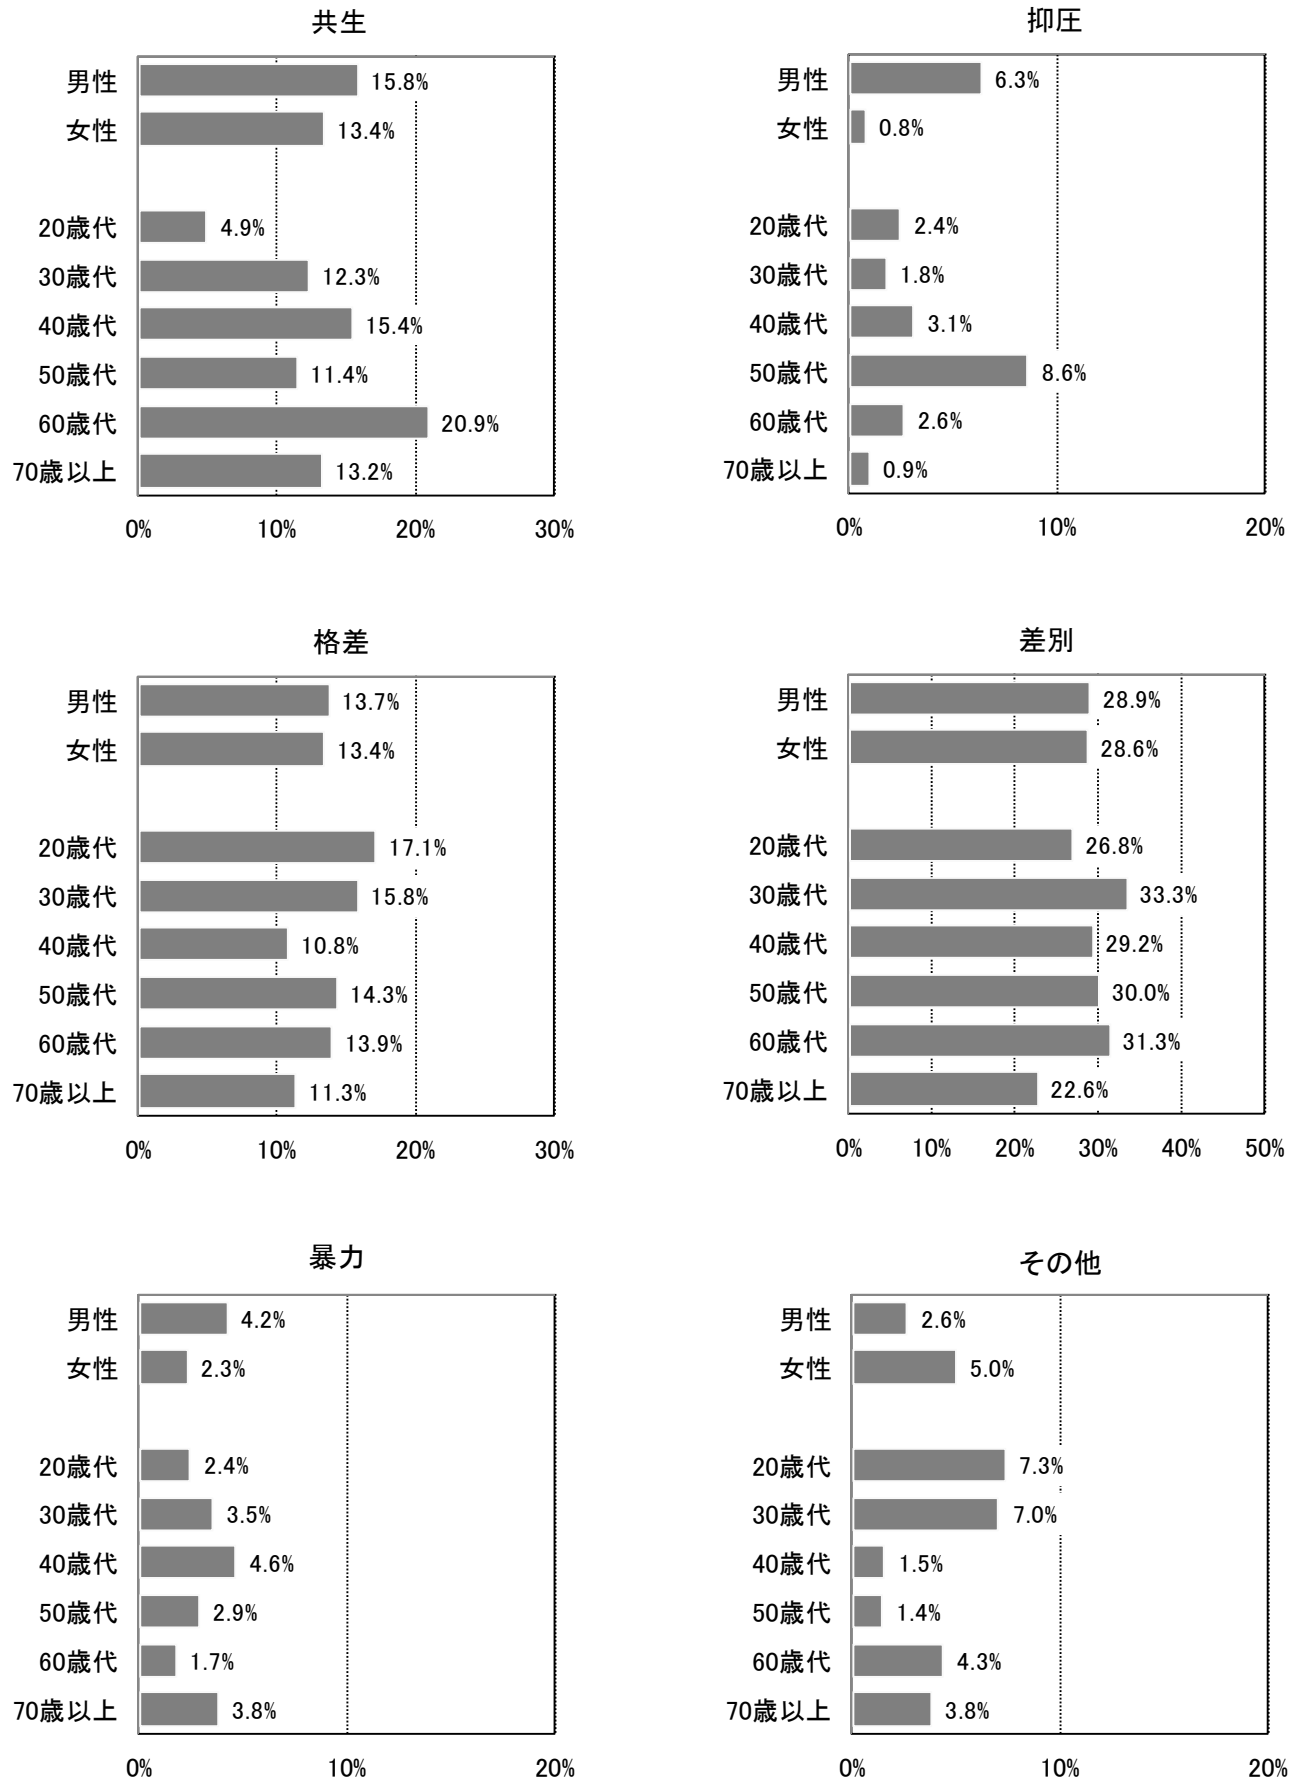 共生
男性 15.8%
女性 13.4%
20歳代 4.9%
30歳代 12.3%
40歳代 15.4%
50歳代 11.4%
60歳代 20.9%
70歳以上 13.2%
0% 10% 20% 30%
抑圧
男性 6.3%
女性 0.8%
20歳代 2.4%
30歳代 1.8%
40歳代 3.1%
50歳代 8.6%
60歳代 2.6%
70歳以上 0.9%
0% 10% 20%
格差
男性 13.7%
女性 13.4%
20歳代 17.1%
30歳代 15.8%
40歳代 10.8%
50歳代 14.3%
60歳代 13.9%
70歳以上 11.3%
0% 10% 20% 30%
差別
男性 28.9%
女性 28.6%
20歳代 26.8%
30歳代 33.3%
40歳代 29.2%
50歳代 30.0%
60歳代 31.3%
70歳以上 22.6%
0% 10% 20% 30% 40% 50%
暴力
男性 4.2%
女性 2.3%
20歳代 2.4%
30歳代 3.5%
40歳代 4.6%
50歳代 2.9%
60歳代 1.7%
70歳以上 3.8%
0% 10% 20%
その他
男性 2.6%
女性 5.0%
20歳代 7.3%
30歳代 7.0%
40歳代 1.5%
50歳代 1.4%
60歳代 4.3%
70歳以上 3.8%
0% 10% 20%